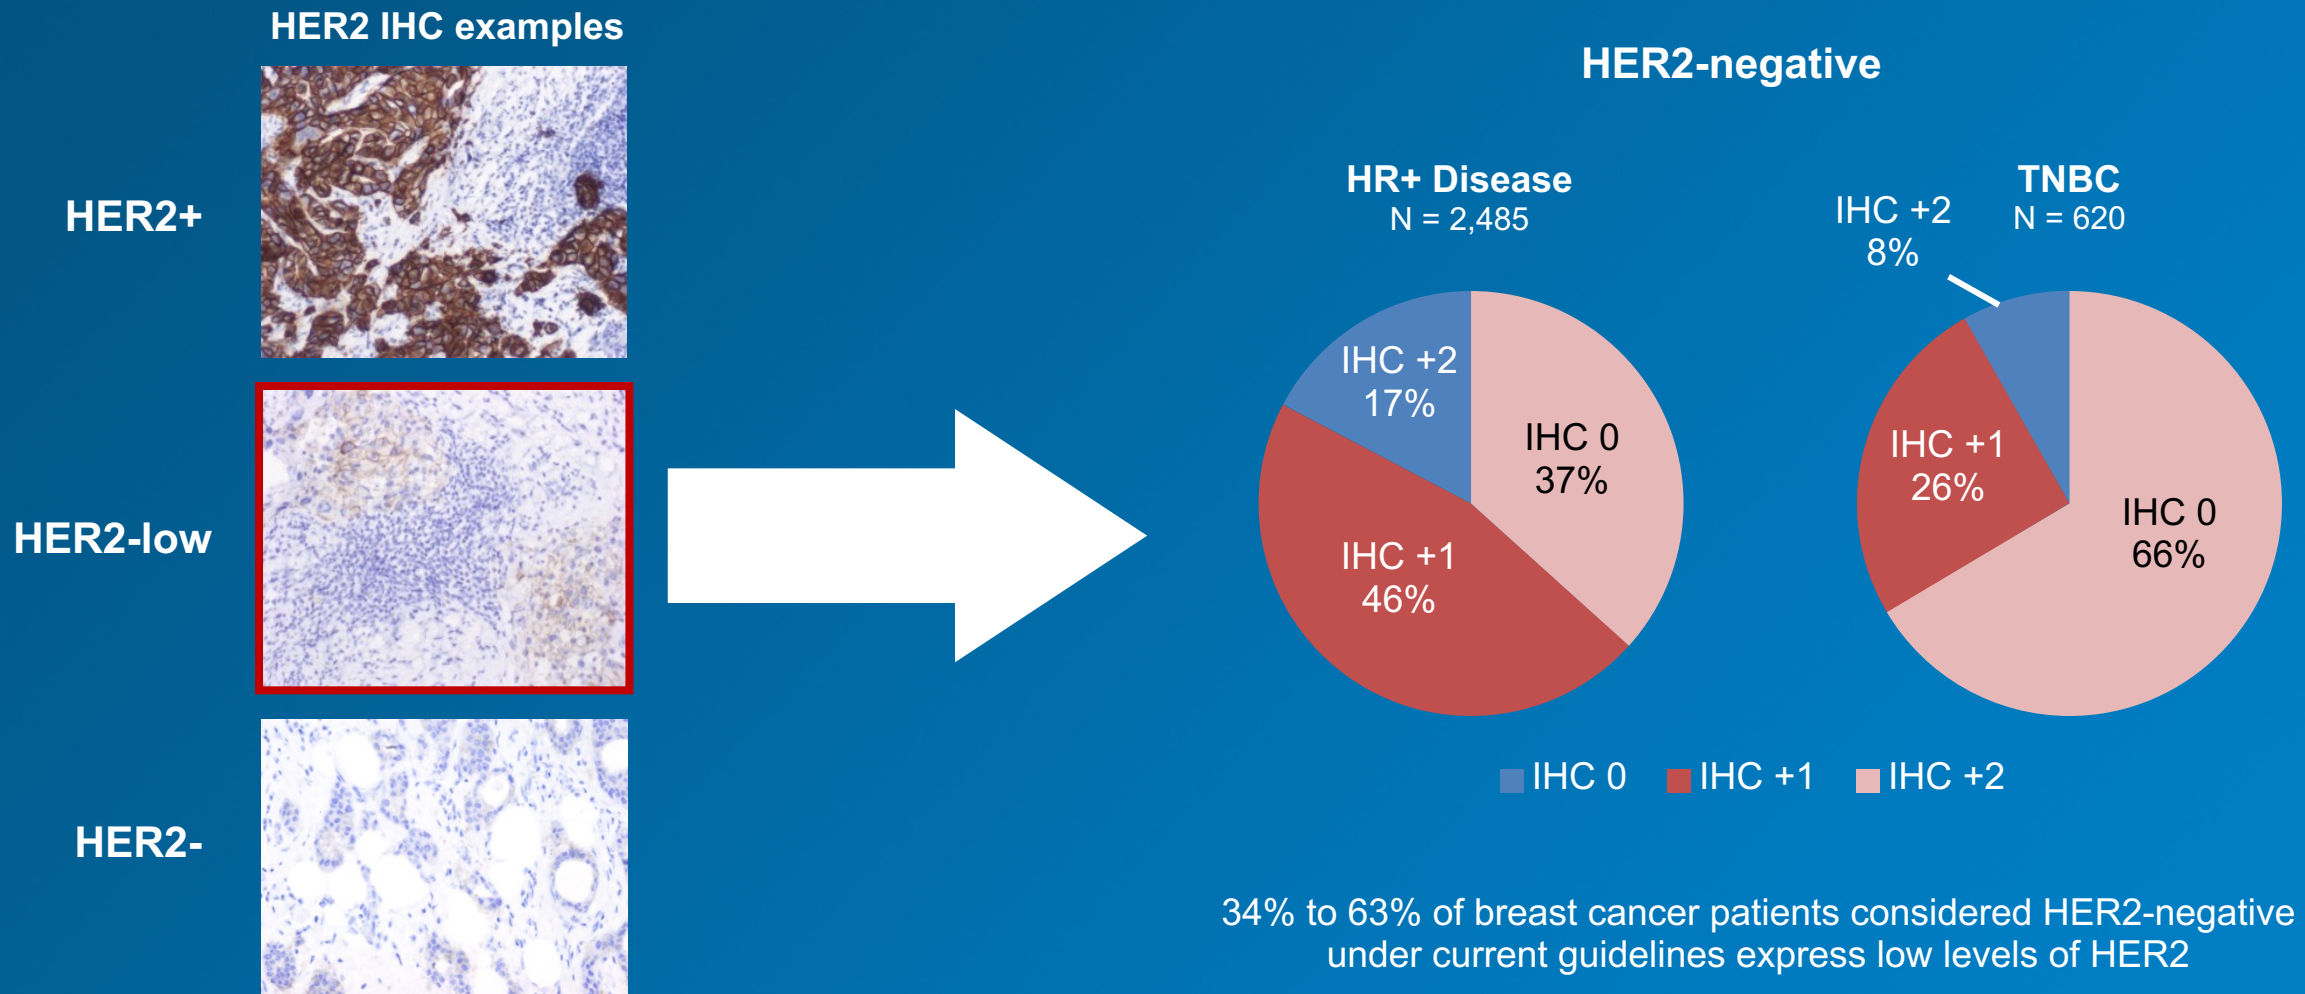 HER2 IHC examples
HER2+
HER2-low
HER2-
HER2-negative
HR+ Disease
N = 2,485
IHC +2
17%
IHC 0
37%
IHC +1
46%
TNBC
N = 620
IHC +2
8%
IHC +1
26%
IHC 0
66%
IHC 0
IHC +1
IHC +2
34% to 63% of breast cancer patients considered HER2-negative
under current guidelines express low levels of HER2